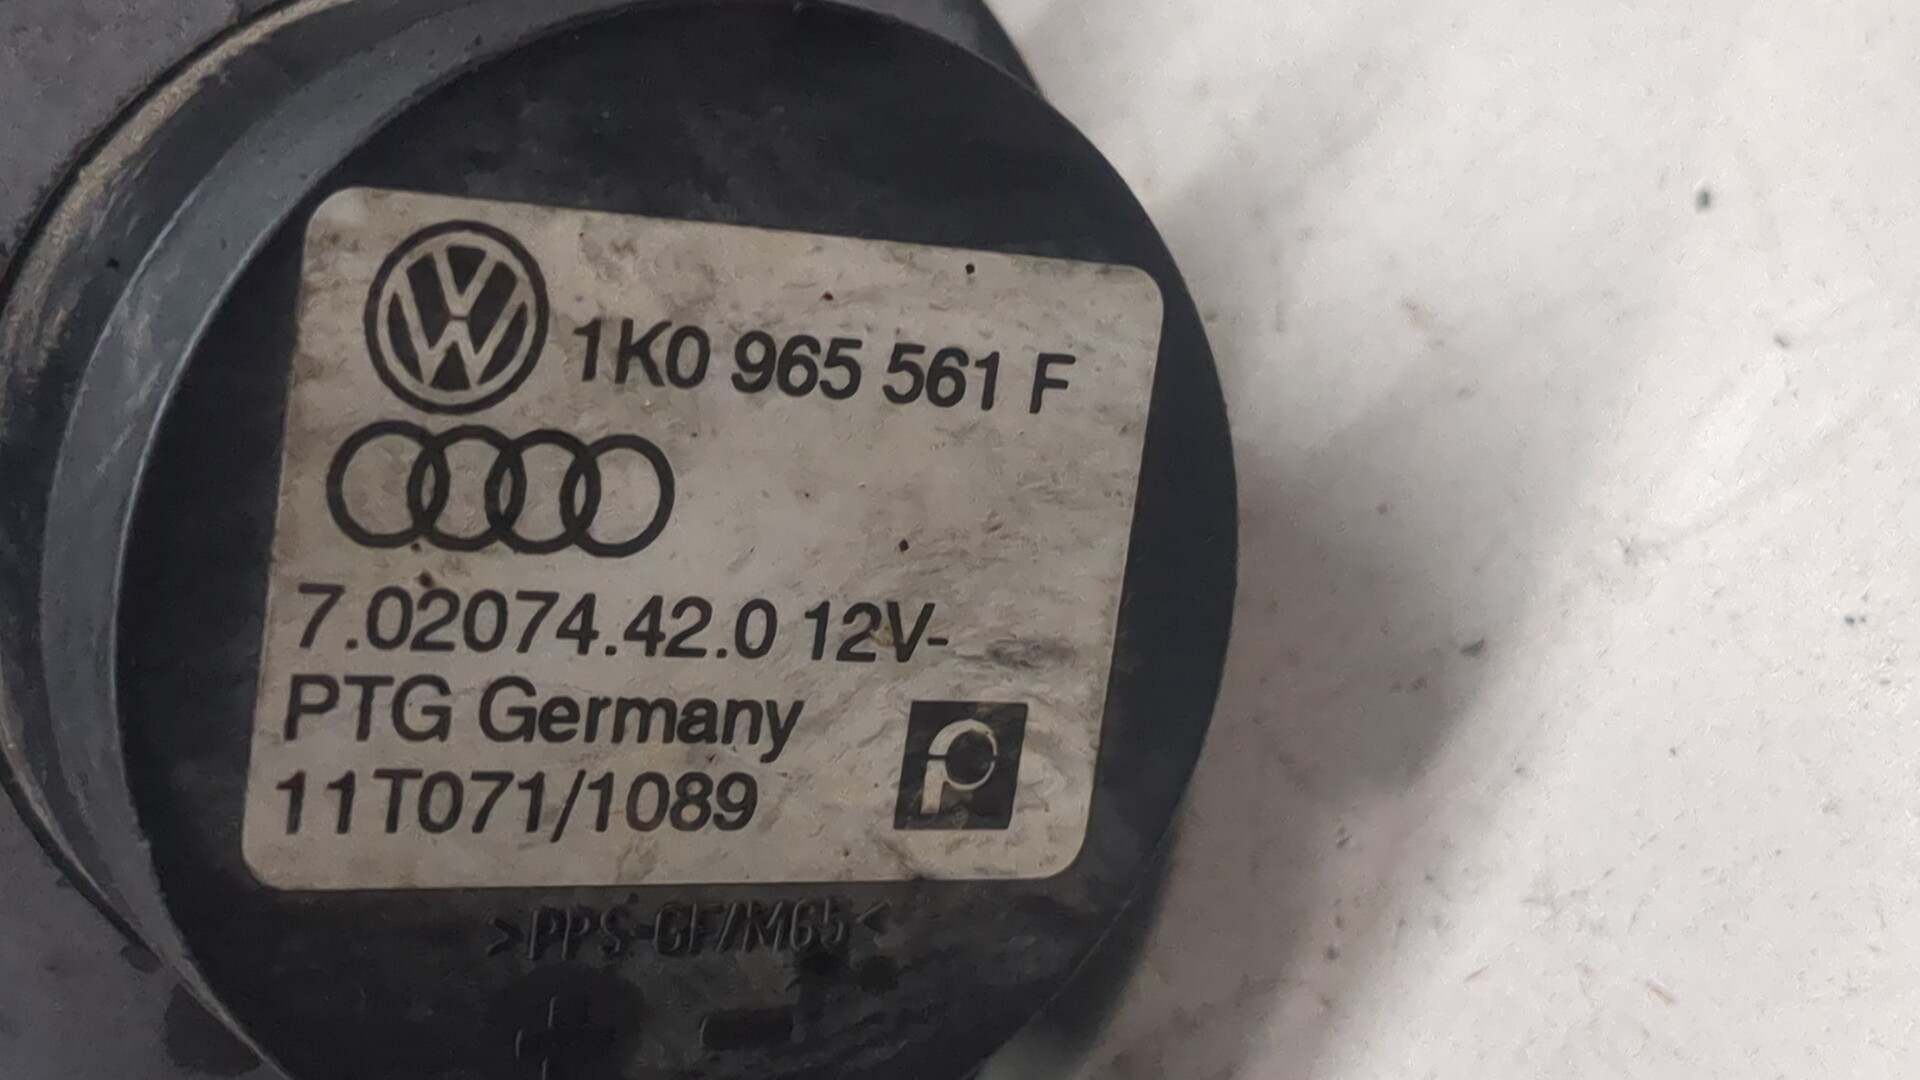 1K0 965 561 F
7.02074.42.0 12V-
PTG Germany
11T071/1089
>PPS-GF/M65<
+ -